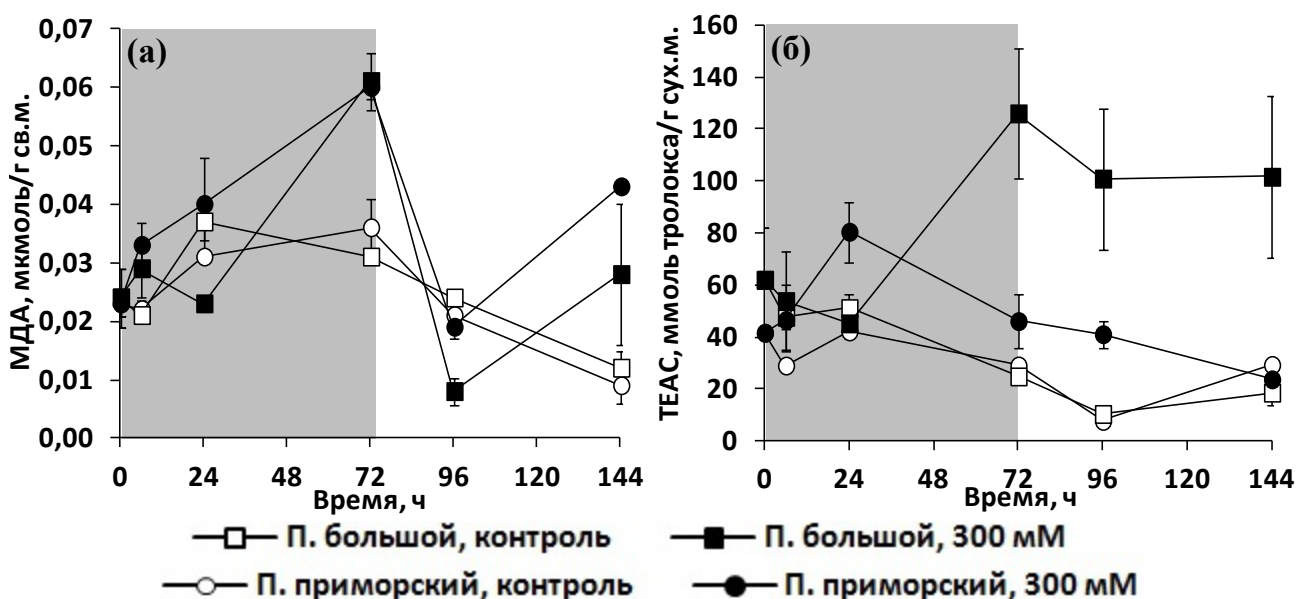 (а)
МДА, мкмоль/г св.м.
0,07
0,06
0,05
0,04
0,03
0,02
0,01
0,00
0 24 48 72 96 120 144
Время, ч
(б)
TEAC, ммоль тролокса/г сух.м.
160
140
120
100
80
60
40
20
0
0 24 48 72 96 120 144
Время, ч
П. большой, контроль П. большой, 300 мМ
П. приморский, контроль П. приморский, 300 мМ